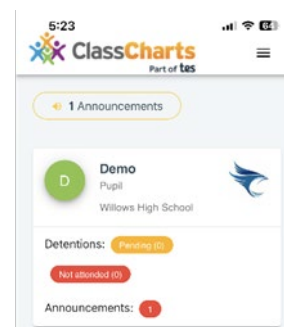 5:23
64
ClassCharts
Part of tes
1 Announcements
D
Demo
Pupil
Willows High School
Detentions: Pending (0)
Not attended (0)
Announcements: 1